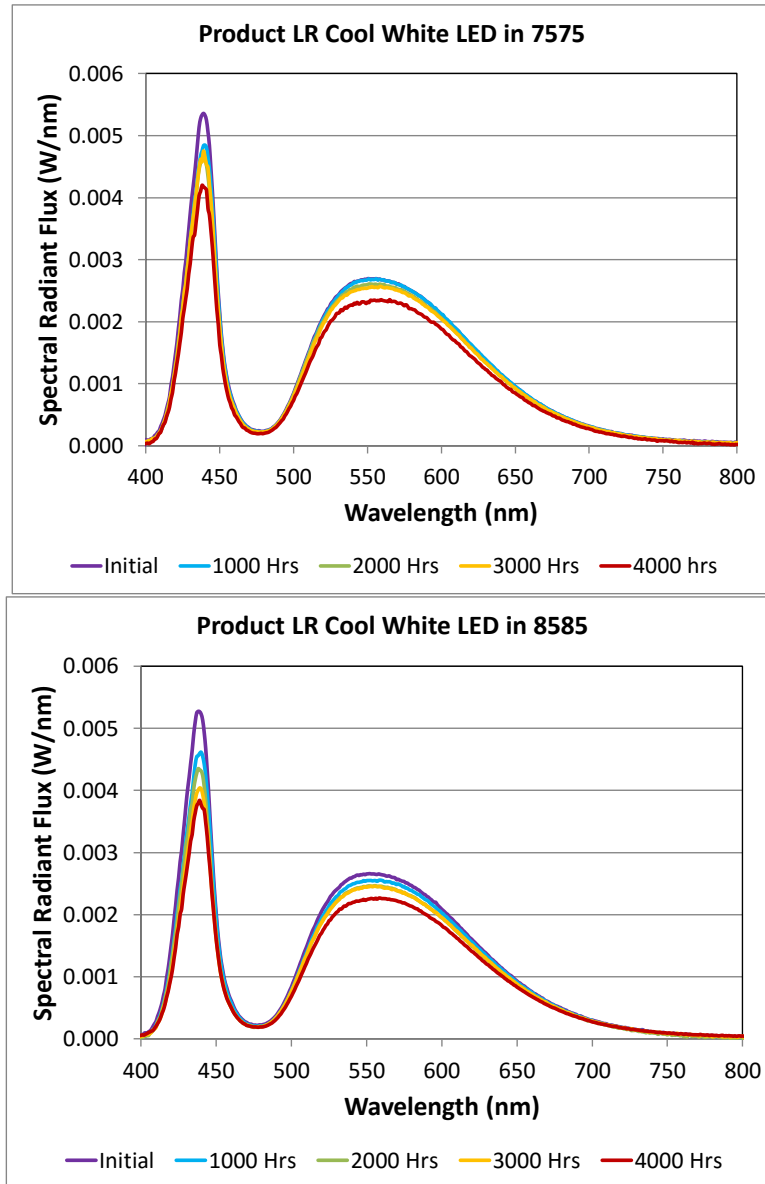 Product LR Cool White LED in 7575
Spectral Radiant Flux (W/nm)
0.006
0.005
0.004
0.003
0.002
0.001
0.000
400 450 500 550 600 650 700 750 800
Wavelength (nm)
Initial 1000 Hrs 2000 Hrs 3000 Hrs 4000 hrs
Product LR Cool White LED in 8585
Spectral Radiant Flux (W/nm)
0.006
0.005
0.004
0.003
0.002
0.001
0.000
400 450 500 550 600 650 700 750 800
Wavelength (nm)
Initial 1000 Hrs 2000 Hrs 3000 Hrs 4000 Hrs